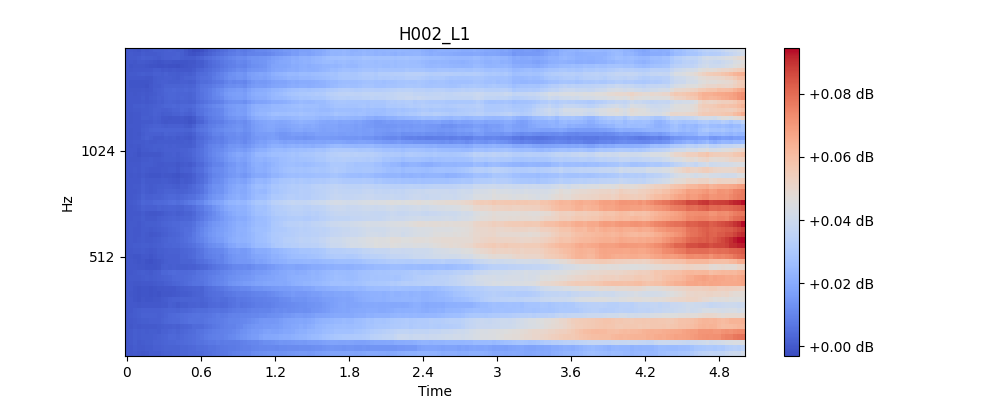 H002_L1
Hz
1024
512
0 0.6 1.2 1.8 2.4 3 3.6 4.2 4.8
Time
+0.08 dB
+0.06 dB
+0.04 dB
+0.02 dB
+0.00 dB